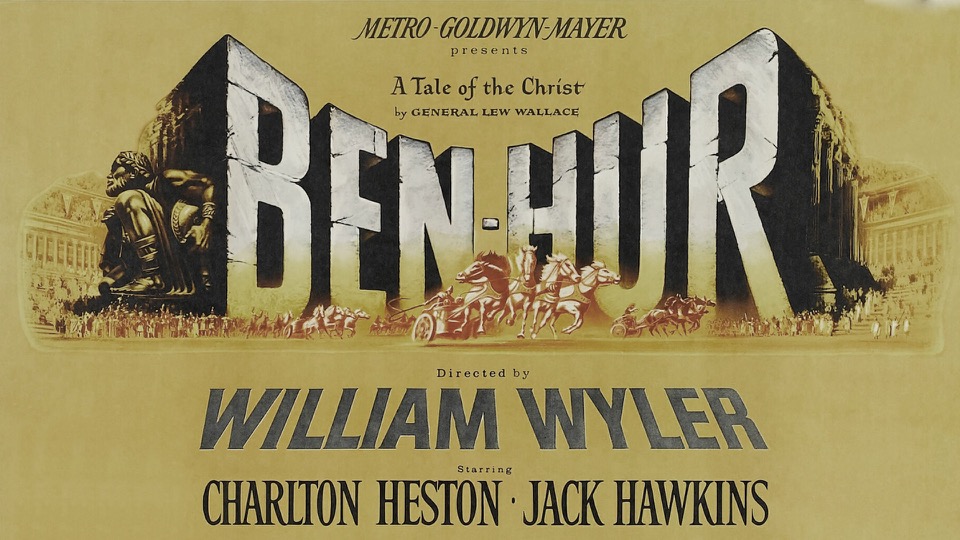 METRO-GOLDWYN-MAYER
presents
A Tale of the Christ
by GENERAL LEW WALLACE
BEN-HUR
Directed by
WILLIAM WYLER
Starring
CHARLTON HESTON · JACK HAWKINS